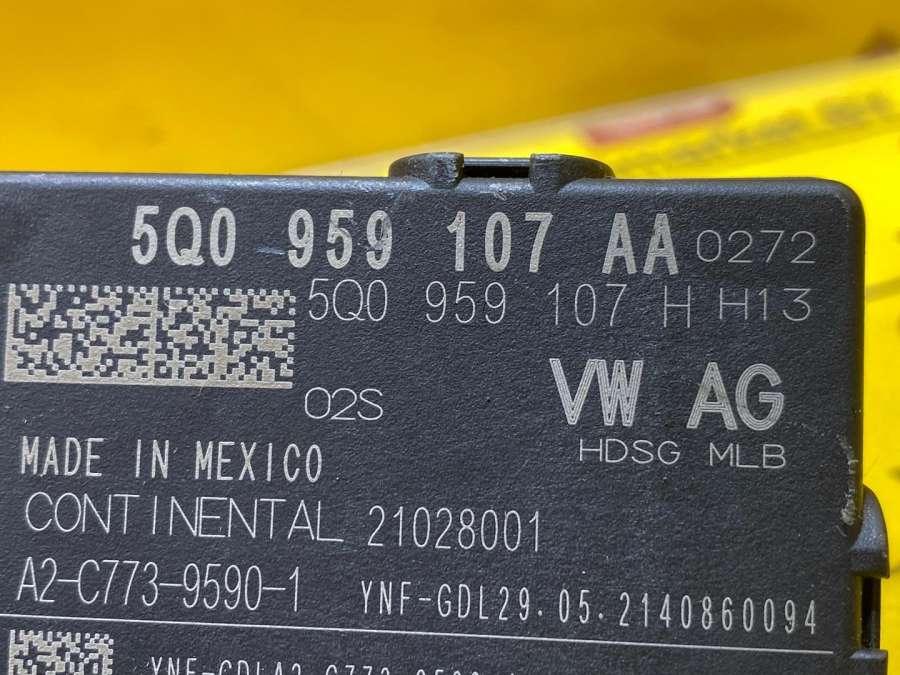 5Q0 959 107 AA 0272
5Q0 959 107 H H13
02S
VW AG
HDSG MLB
MADE IN MEXICO
CONTINENTAL 21028001
A2-C773-9590-1 YNF-GDL29.05.2140860094